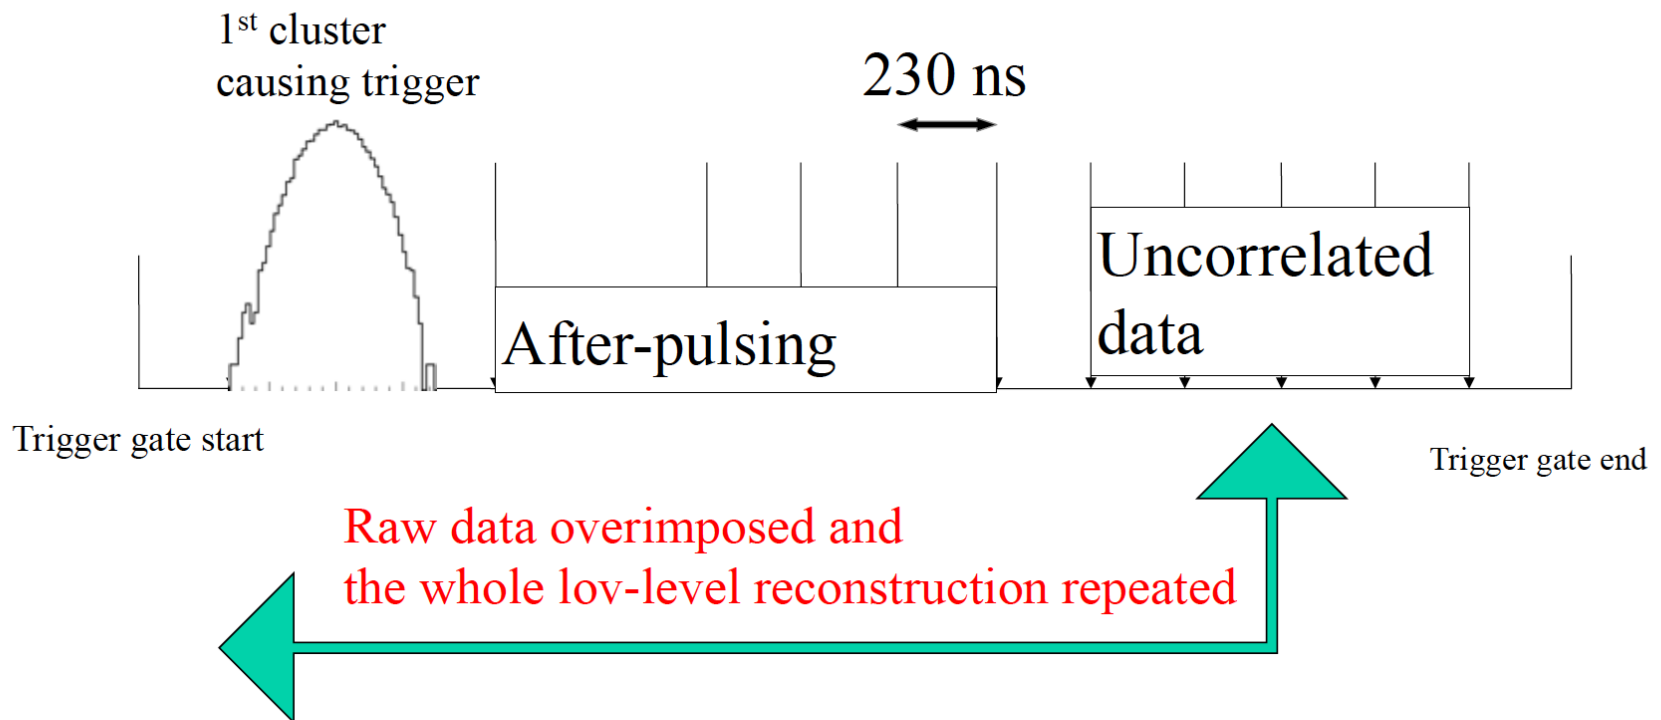 1st cluster
causing trigger
230 ns
Uncorrelated
data
After-pulsing
Trigger gate start
Trigger gate end
Raw data overimposed and
the whole lov-level reconstruction repeated